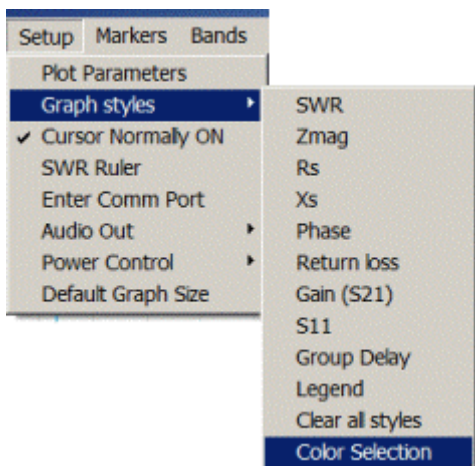 Setup Markers Bands
Plot Parameters
Graph styles
Cursor Normally ON
SWR Ruler
Enter Comm Port
Audio Out
Power Control
Default Graph Size
SWR
Zmag
Rs
Xs
Phase
Return loss
Gain (S21)
S11
Group Delay
Legend
Clear all styles
Color Selection